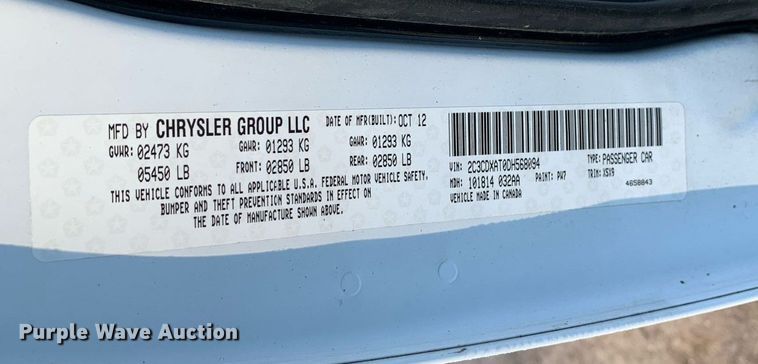 MFD BY CHRYSLER GROUP LLC DATE OF MFR(BUILT): OCT 12
GVWR: 02473 KG GAWR: 01293 KG GAWR: 01293 KG
05450 LB FRONT: 02850 LB REAR: 02850 LB
THIS VEHICLE CONFORMS TO ALL APPLICABLE U.S.A. FEDERAL MOTOR VEHICLE SAFETY,
BUMPER AND THEFT PREVENTION STANDARDS IN EFFECT ON
THE DATE OF MANUFACTURE SHOWN ABOVE.
VIN: 2C3CDXAT0DH568094 TYPE: PASSENGER CAR
MDH: 101814 032AA PAINT: PW7 TRIM: X5X9
VEHICLE MADE IN CANADA 4658843
Purple Wave Auction